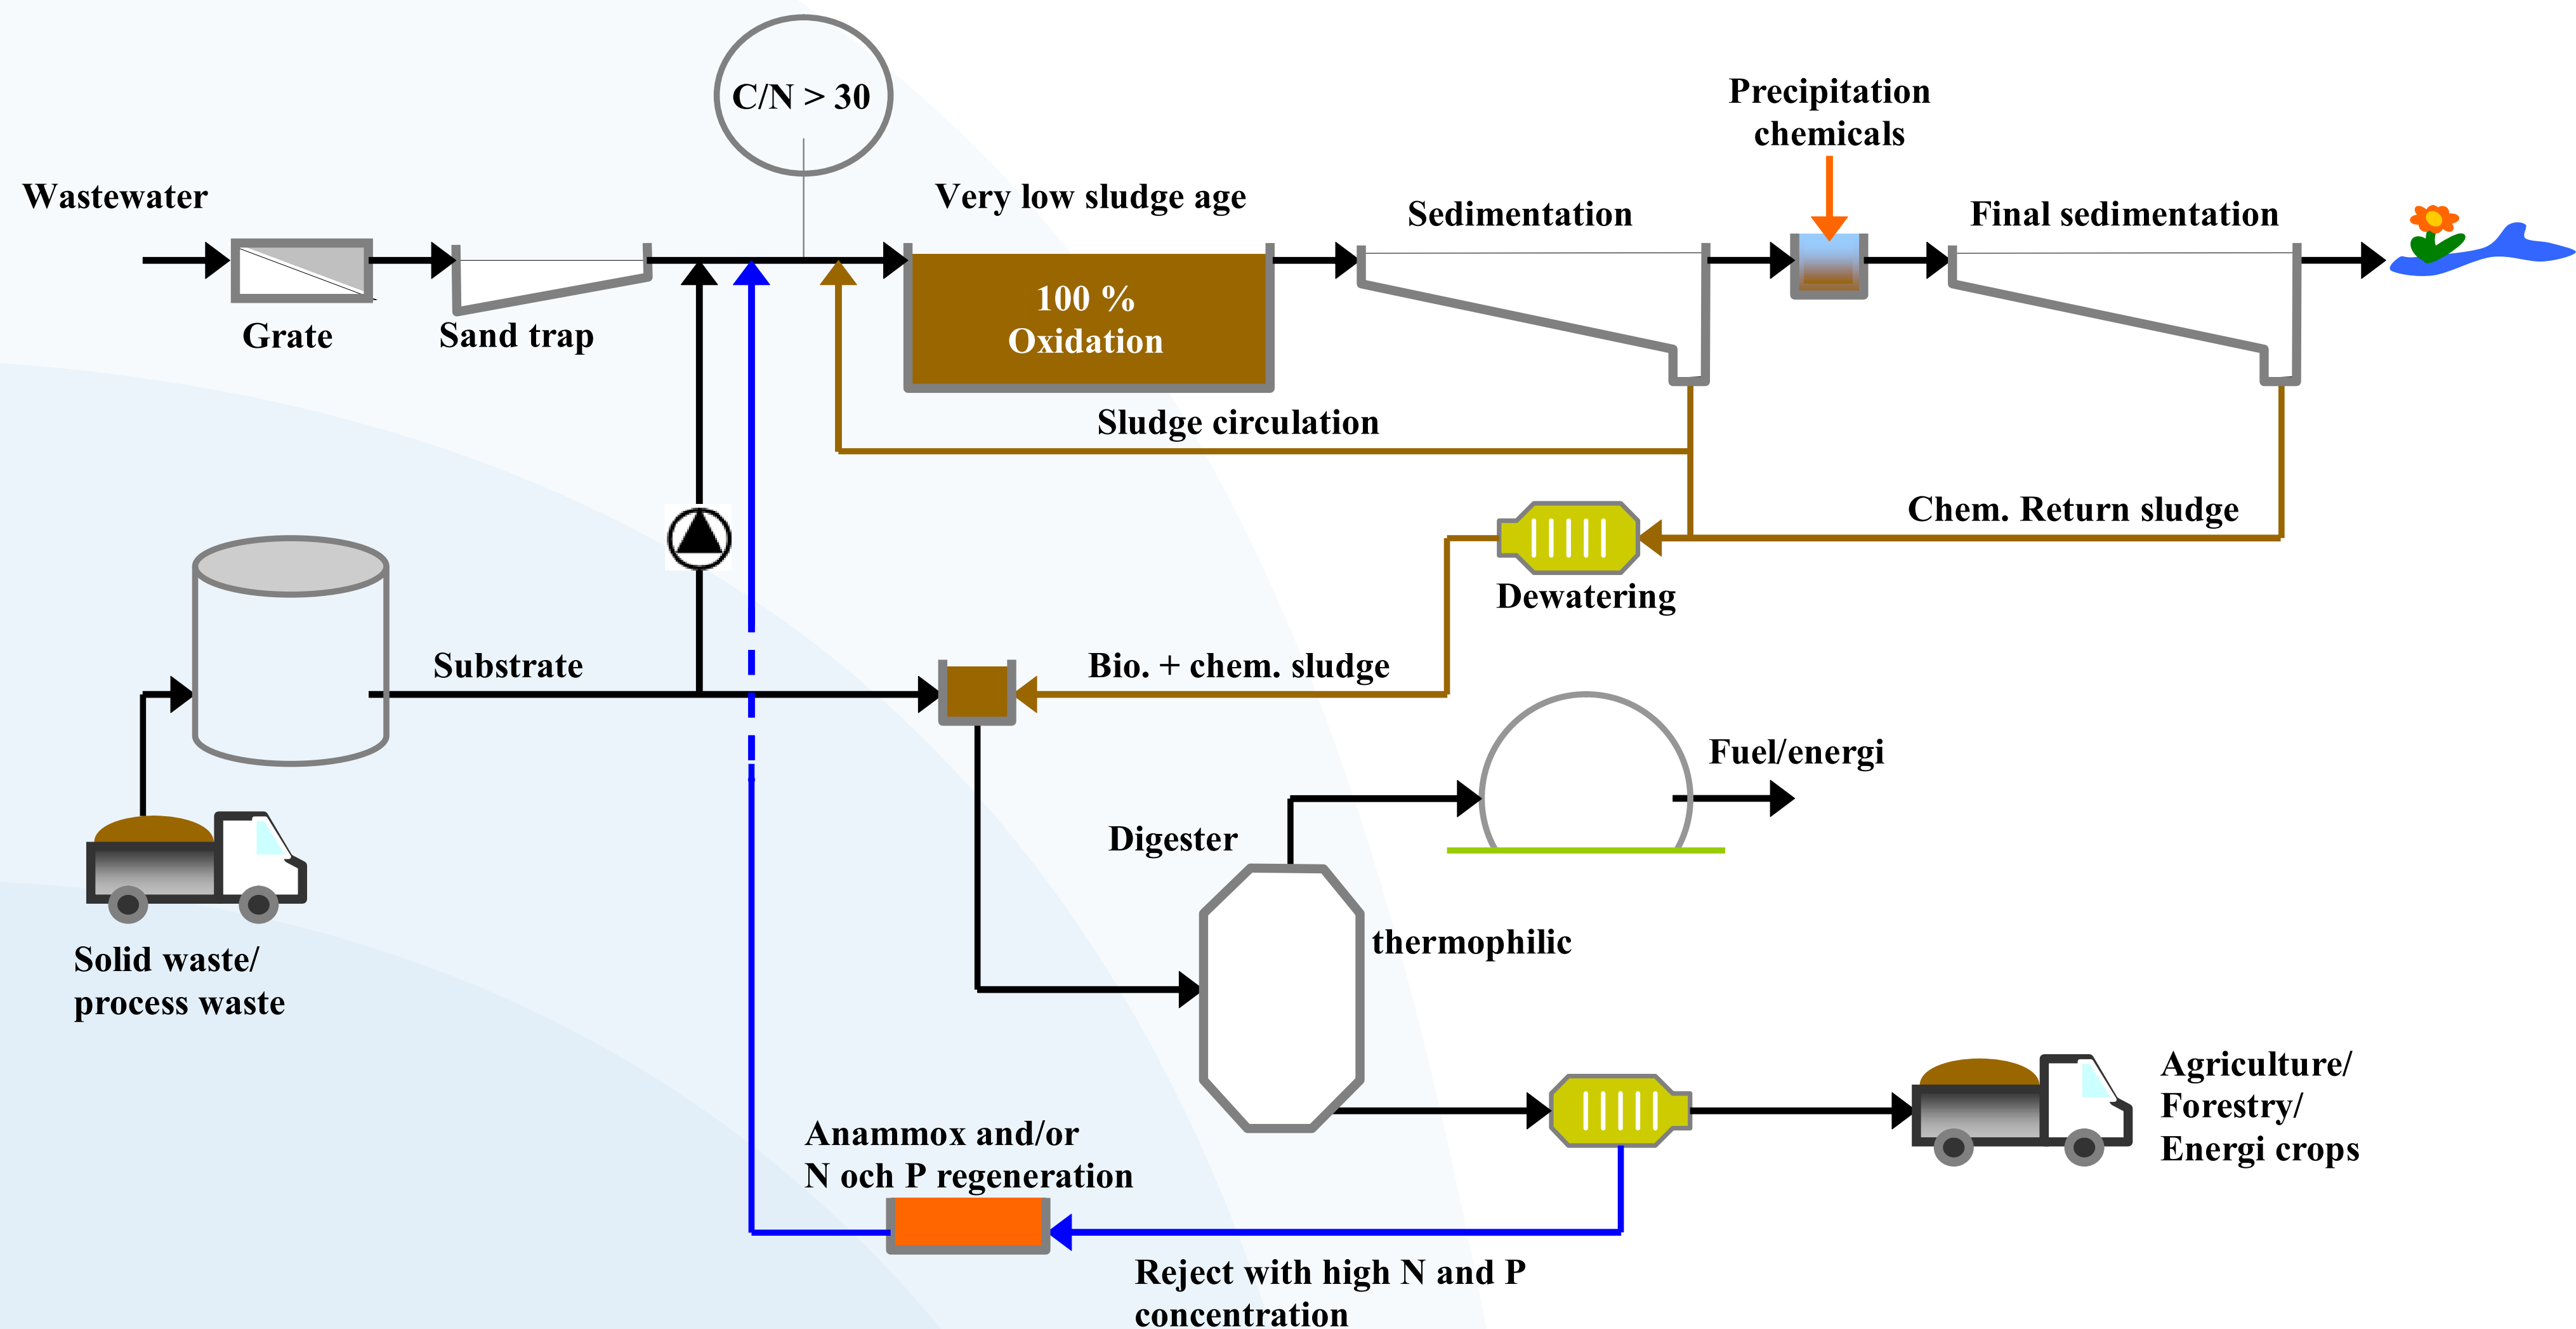 C/N > 30
Precipitation
chemicals
Wastewater
Very low sludge age
Sedimentation
Final sedimentation
100 %
Oxidation
Grate
Sand trap
Sludge circulation
Chem. Return sludge
Dewatering
Substrate
Bio. + chem. sludge
Fuel/energi
Digester
thermophilic
Solid waste/
process waste
Agriculture/
Forestry/
Energi crops
Anammox and/or
N och P regeneration
Reject with high N and P
concentration